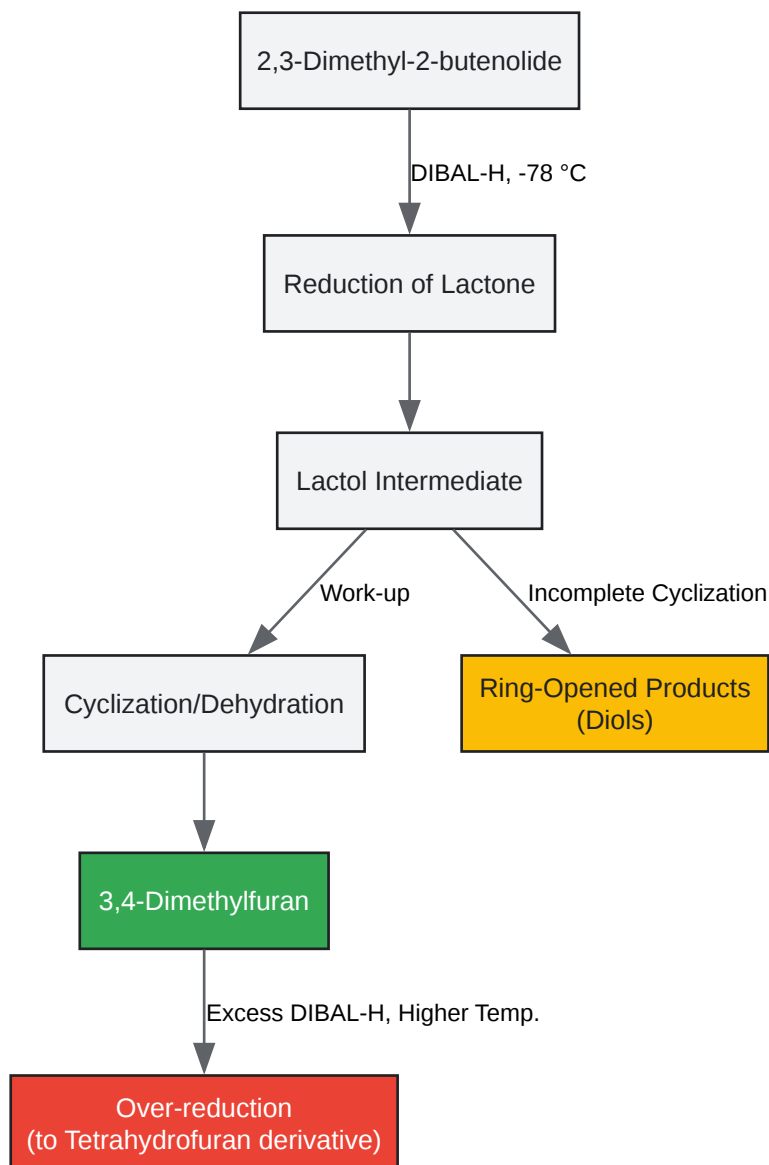 2,3-Dimethyl-2-butenolide
DIBAL-H, -78 °C
Reduction of Lactone
Lactol Intermediate
Work-up
Incomplete Cyclization
Cyclization/Dehydration
Ring-Opened Products
(Diols)
3,4-Dimethylfuran
Excess DIBAL-H, Higher Temp.
Over-reduction
(to Tetrahydrofuran derivative)